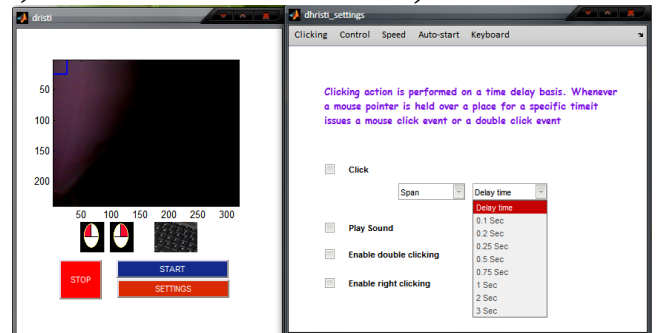 dristi
50
100
150
200
50 100 150 200 250 300
STOP
START
SETTINGS
dhristi_settings
Clicking Control Speed Auto-start Keyboard
Clicking action is performed on a time delay basis. Whenever
a mouse pointer is held over a place for a specific timeit
issues a mouse click event or a double click event
Click
Span Delay time
Delay time
0.1 Sec
0.2 Sec
0.25 Sec
0.5 Sec
0.75 Sec
1 Sec
2 Sec
3 Sec
Play Sound
Enable double clicking
Enable right clicking